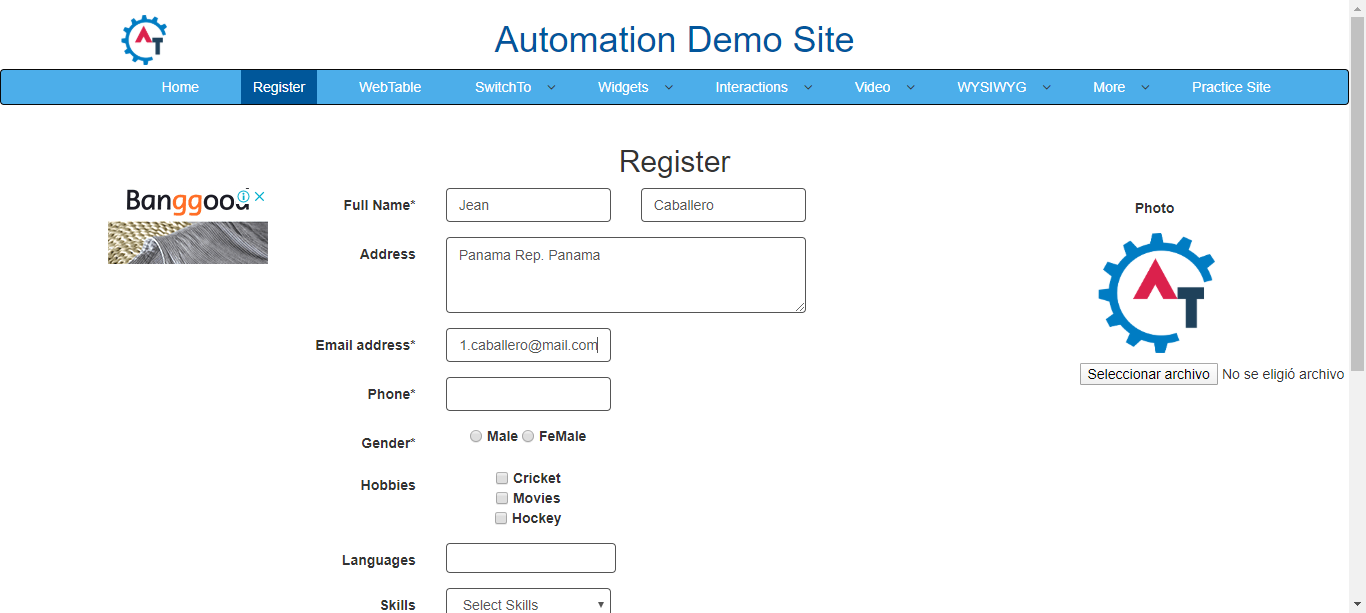 AT
Automation Demo Site
Home Register WebTable SwitchTo Widgets Interactions Video WYSIWYG More Practice Site
Register
Banggood
Full Name* Jean Caballero
Photo
Address Panama Rep. Panama
AT
Email address* 1.caballero@mail.com
Seleccionar archivo No se eligió archivo
Phone*
Gender* Male FeMale
Hobbies Cricket
Movies
Hockey
Languages
Skills Select Skills